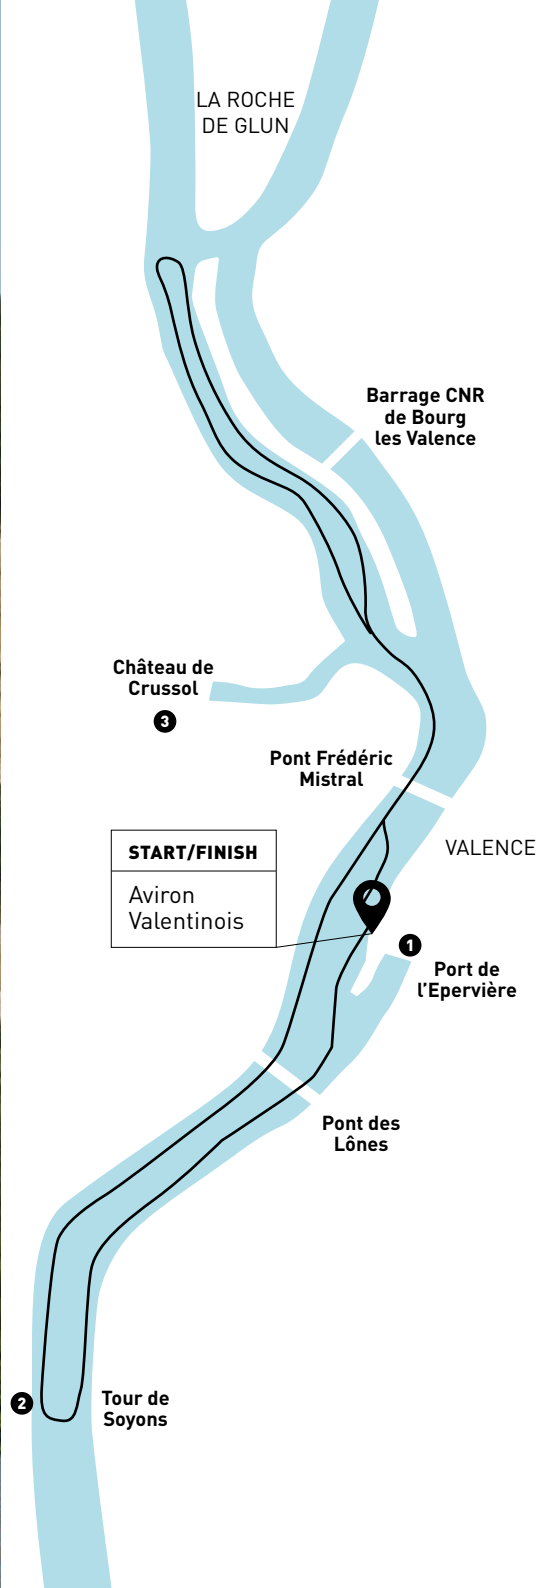 LA ROCHE
DE GLUN
Barrage CNR
de Bourg
les Valence
Château de
Crussol
3
Pont Frédéric
Mistral
VALENCE
START/FINISH
Aviron
Valentinois
1
Port de
l'Epervière
Pont des
Lônes
2
Tour de
Soyons